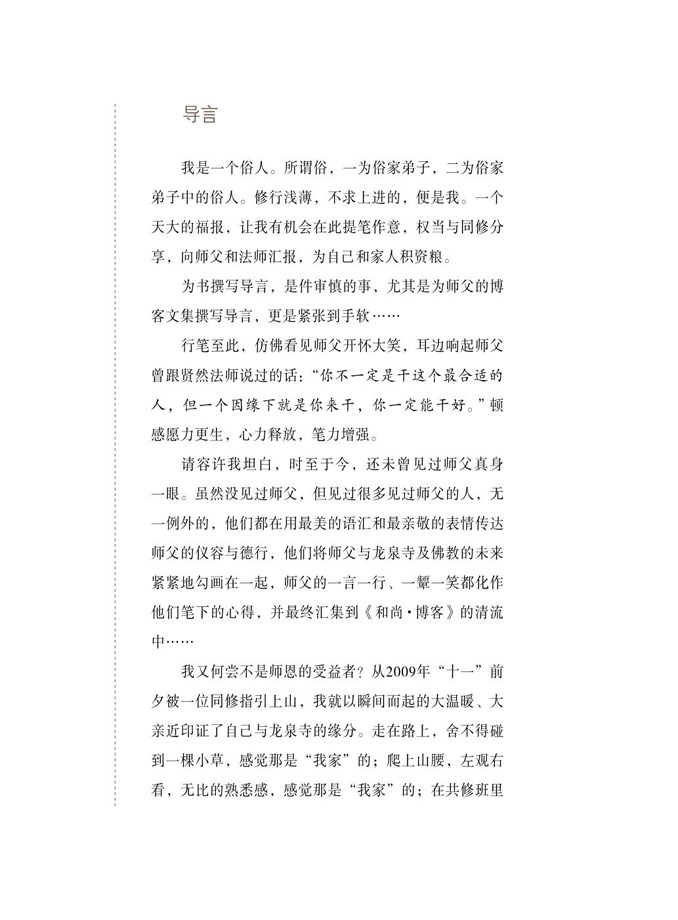 导言
我是一个俗人。所谓俗，一为俗家弟子，二为俗家
弟子中的俗人。修行浅薄，不求上进的，便是我。一个
天大的福报，让我有机会在此提笔作意，权当与同修分
享，向师父和法师汇报，为自己和家人积资粮。
为书撰写导言，是件审慎的事，尤其是为师父的博
客文集撰写导言，更是紧张到手软……
行笔至此，仿佛看见师父开怀大笑，耳边响起师父
曾跟贤然法师说过的话：“你不一定是干这个最合适的
人，但一个因缘下就是你来干，你一定能干好。”顿
感愿力更生，心力释放，笔力增强。
请容许我坦白，时至于今，还未曾见过师父真身
一眼。虽然没见过师父，但见过很多见过师父的人，无
一例外的，他们都在用最美的语汇和最亲敬的表情传达
师父的仪容与德行，他们将师父与龙泉寺及佛教的未来
紧紧地勾画在一起，师父的一言一行、一颦一笑都化作
他们笔下的心得，并最终汇集到《和尚·博客》的清流
中……
我又何尝不是师恩的受益者？从2009年“十一”前
夕被一位同修指引上山，我就以瞬间而起的大温暖、大
亲近印证了自己与龙泉寺的缘分。走在路上，舍不得碰
到一棵小草，感觉那是“我家”的；爬上山腰，左观右
看，无比的熟悉感，感觉那是“我家”的；在共修班里